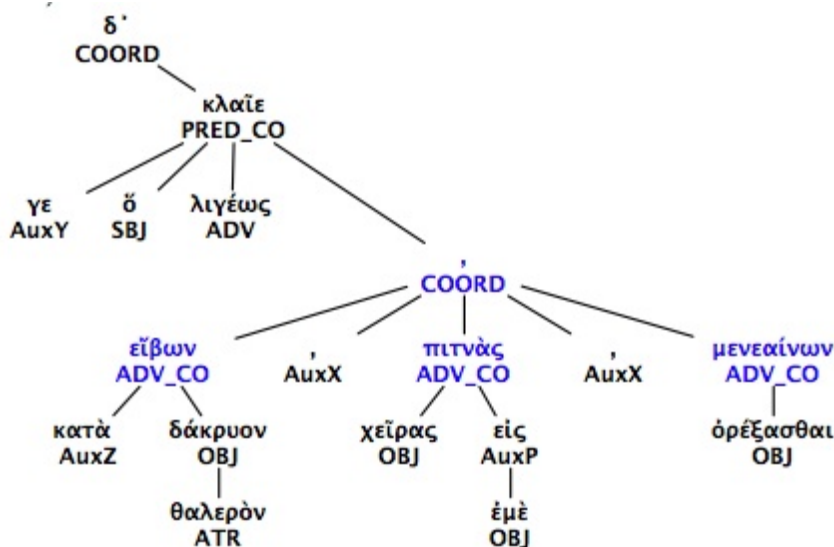 δ᾽
COORD
κλαῖε
PRED_CO
γε ὅ λιγέως
AuxY SBJ ADV
,
COORD
εἴβων , πιτνὰς , μενεαίνων
ADV_CO AuxX ADV_CO AuxX ADV_CO
κατὰ δάκρυον χεῖρας εἰς ὀρέξασθαι
AuxZ OBJ OBJ AuxP OBJ
θαλερὸν ἐμὲ
ATR OBJ